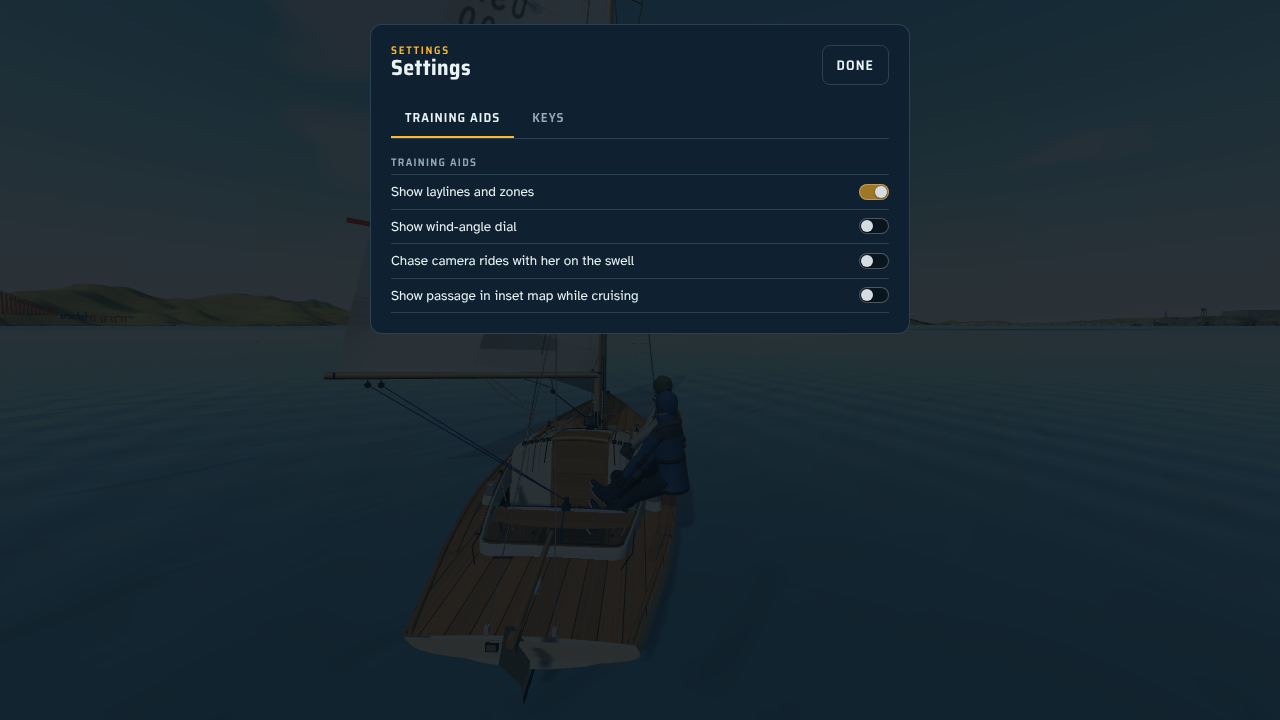 SETTINGS
Settings
DONE
TRAINING AIDS
KEYS
TRAINING AIDS
Show laylines and zones
Show wind-angle dial
Chase camera rides with her on the swell
Show passage in inset map while cruising